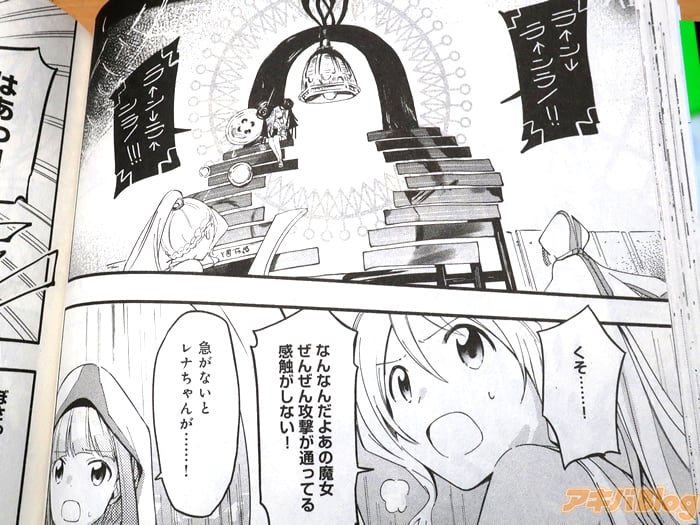 ラ↑ン↓
ラ↑ン
ラン!!
ラ↑
ン↓ラ↑
ン↓!!!
くそ……!
なんなんだよあの魔女
ぜんぜん攻撃が通ってる
感触がしない!
急がないと
レナちゃんが……!
はあっ!
アキバBlog